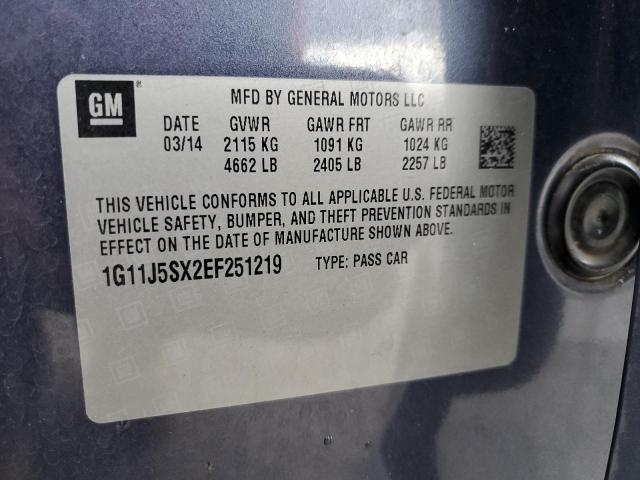 GM®
MFD BY GENERAL MOTORS LLC
DATE GVWR GAWR FRT GAWR RR
03/14 2115 KG 1091 KG 1024 KG
4662 LB 2405 LB 2257 LB
THIS VEHICLE CONFORMS TO ALL APPLICABLE U.S. FEDERAL MOTOR
VEHICLE SAFETY, BUMPER, AND THEFT PREVENTION STANDARDS IN
EFFECT ON THE DATE OF MANUFACTURE SHOWN ABOVE.
1G11J5SX2EF251219 TYPE: PASS CAR